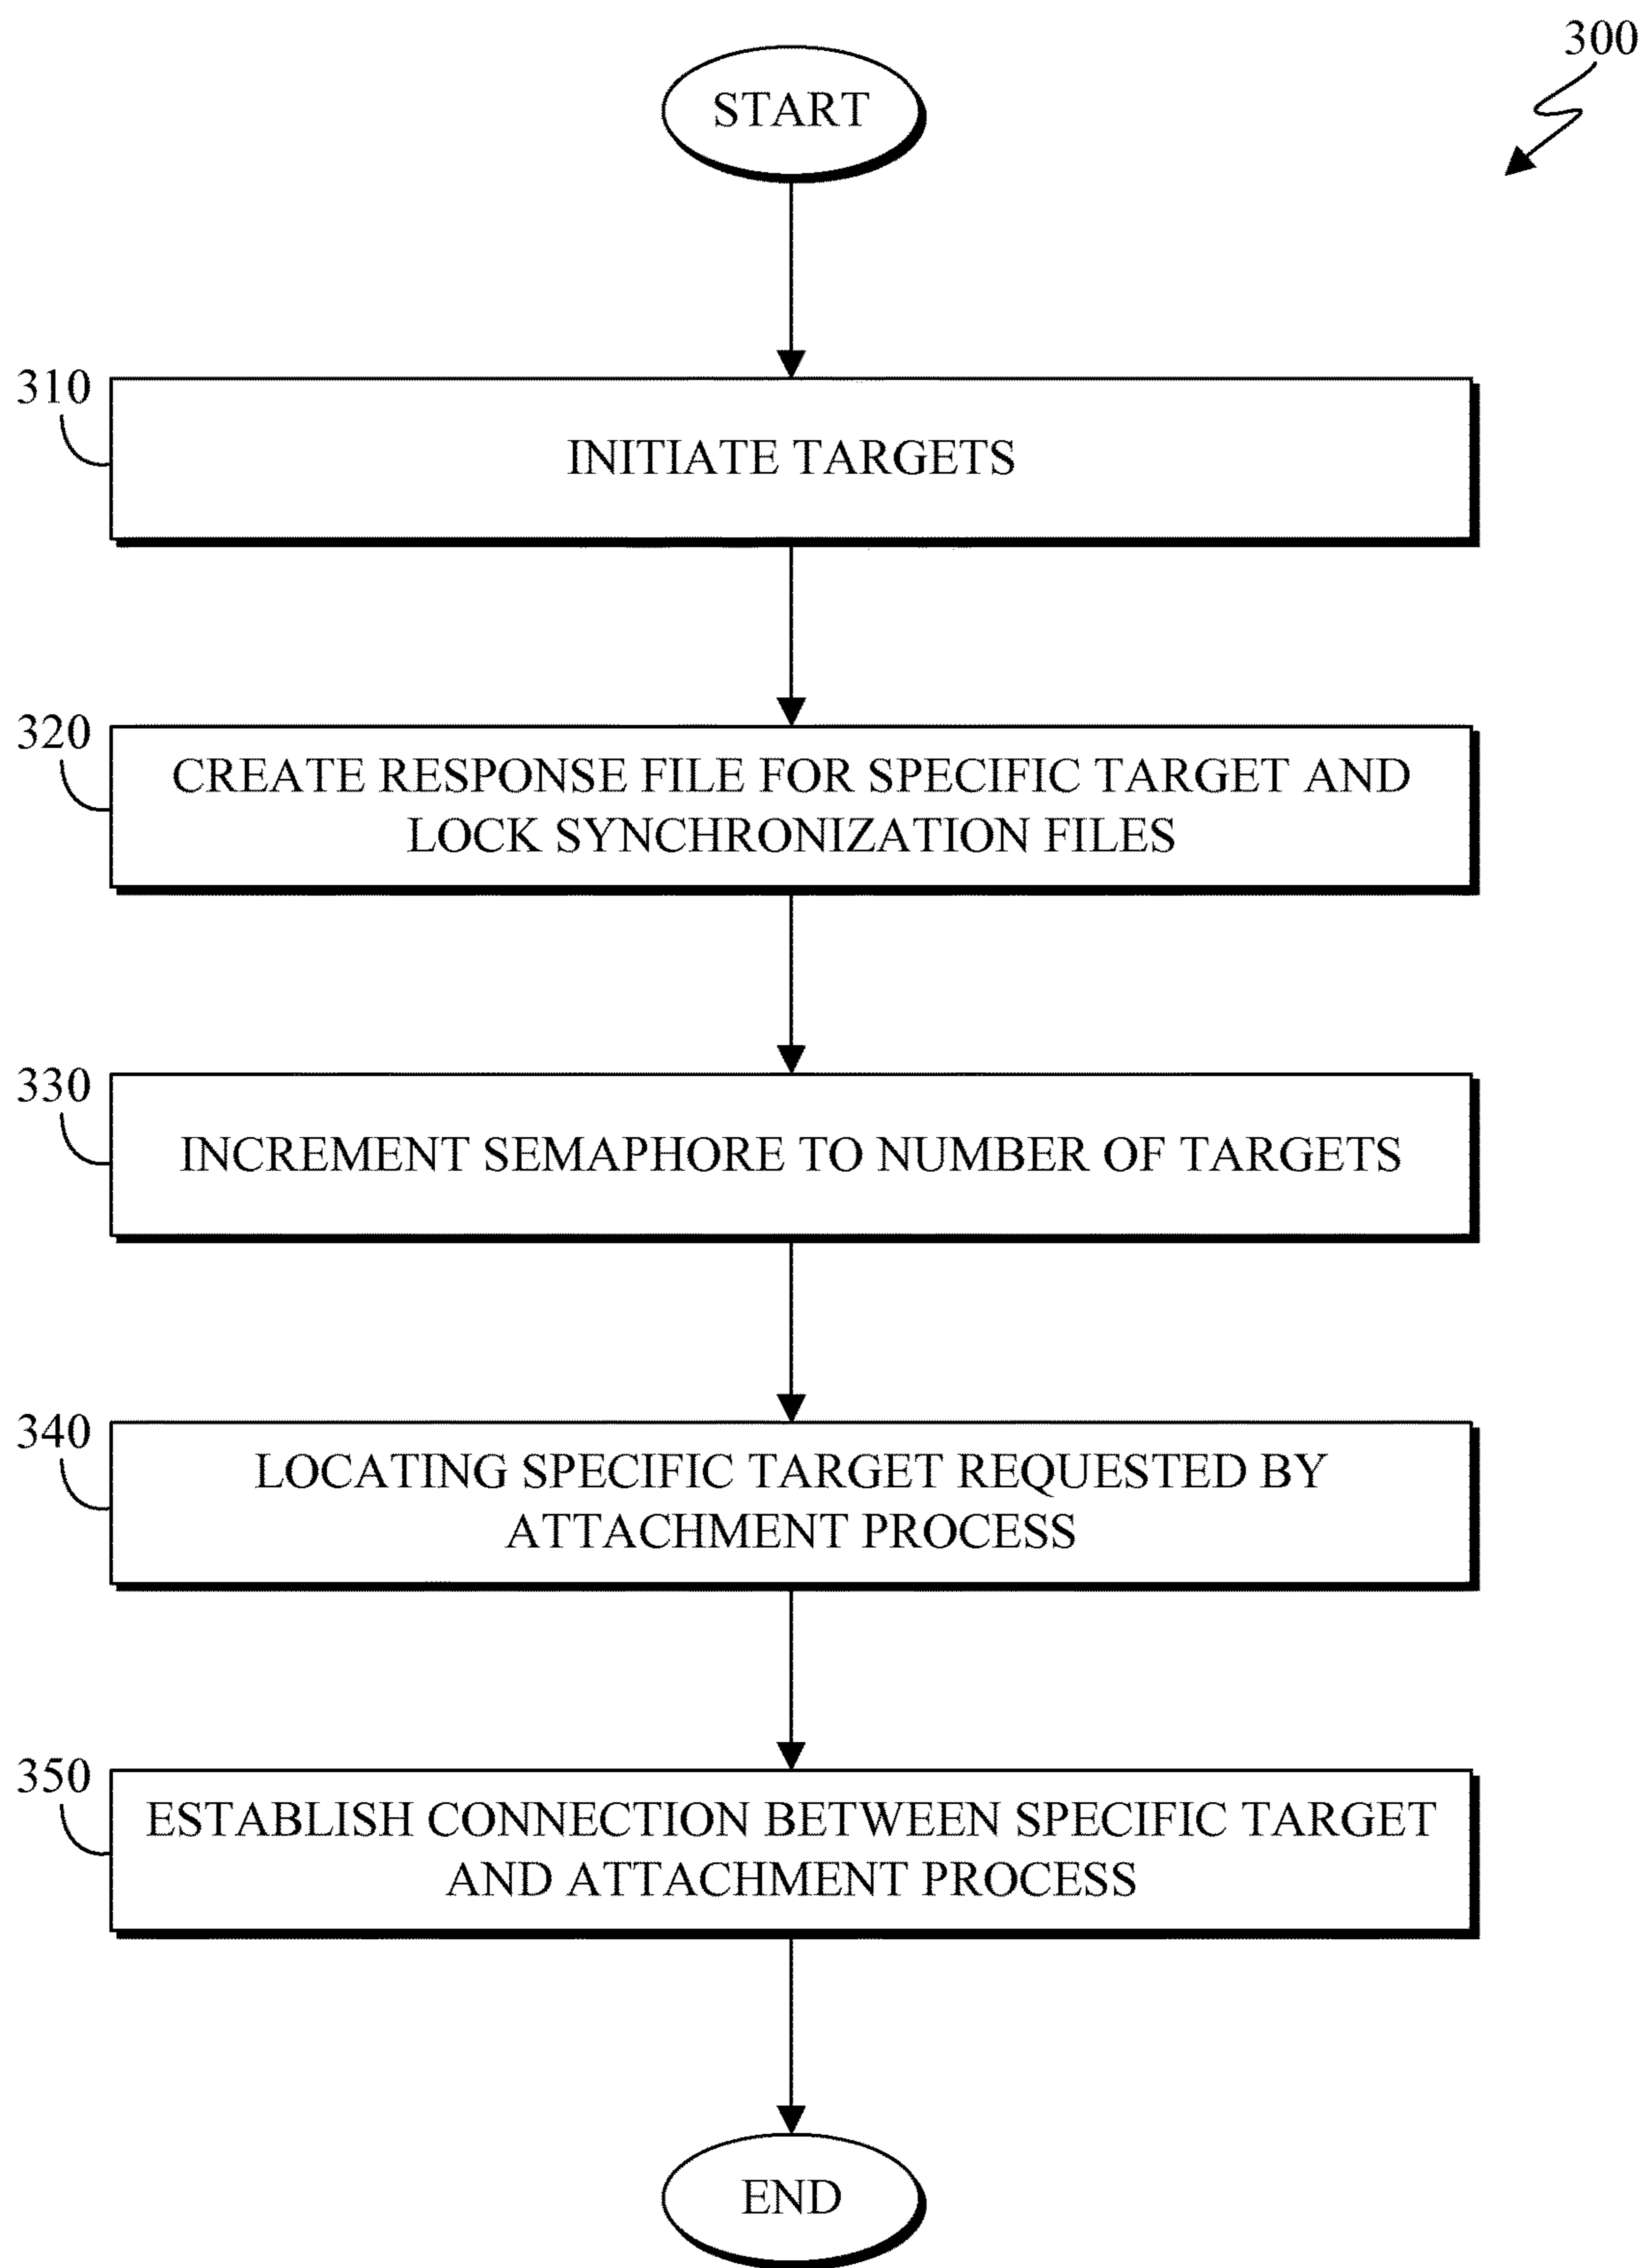 300
START
310
INITIATE TARGETS
320
CREATE RESPONSE FILE FOR SPECIFIC TARGET AND
LOCK SYNCHRONIZATION FILES
330
INCREMENT SEMAPHORE TO NUMBER OF TARGETS
340
LOCATING SPECIFIC TARGET REQUESTED BY
ATTACHMENT PROCESS
350
ESTABLISH CONNECTION BETWEEN SPECIFIC TARGET
AND ATTACHMENT PROCESS
END